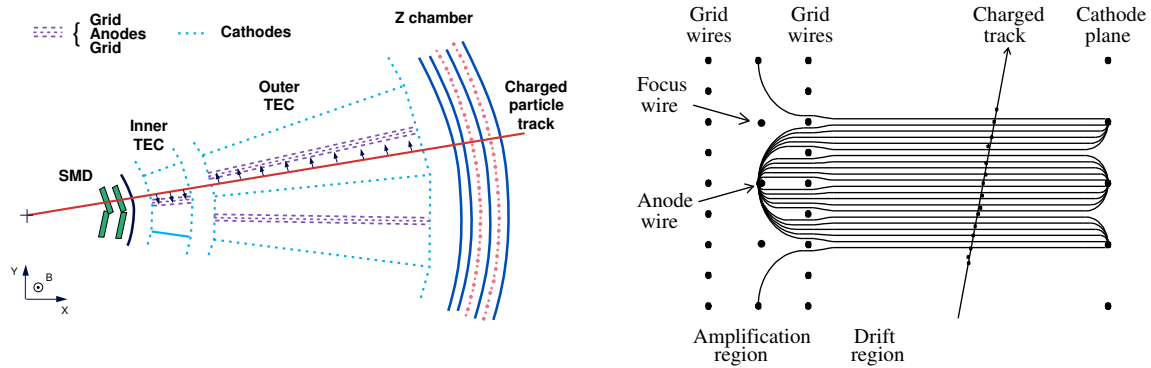 Grid
{ Anodes
Grid
Cathodes
Z chamber
Outer
TEC
Charged
particle
track
Inner
TEC
SMD
Y
B
X
Grid
wires
Grid
wires
Charged
track
Cathode
plane
Focus
wire
Anode
wire
Amplification
region
Drift
region